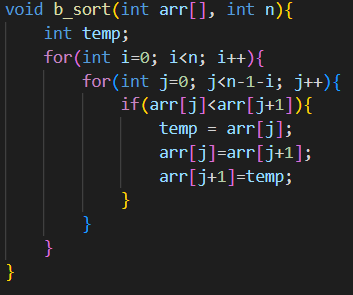 void b_sort(int arr[], int n){
    int temp;
    for(int i=0; i<n; i++){
        for(int j=0; j<n-1-i; j++){
            if(arr[j]<arr[j+1]){
                temp = arr[j];
                arr[j]=arr[j+1];
                arr[j+1]=temp;
            }
        }
    }
}